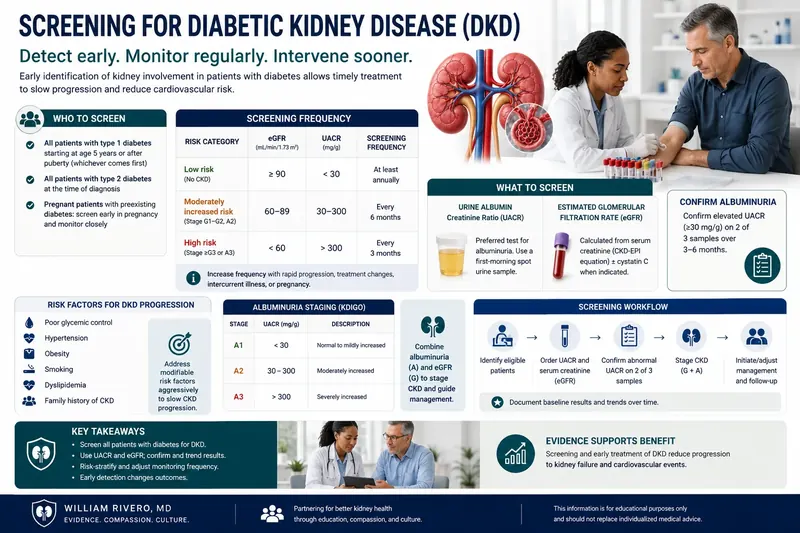 SCREENING FOR DIABETIC KIDNEY DISEASE (DKD)
Detect early. Monitor regularly. Intervene sooner.
Early identification of kidney involvement in patients with diabetes allows timely treatment
to slow progression and reduce cardiovascular risk.
WHO TO SCREEN
All patients with type 1 diabetes
starting at age 5 years or after
puberty (whichever comes first)
All patients with type 2 diabetes
at the time of diagnosis
Pregnant patients with preexisting
diabetes: screen early in pregnancy
and monitor closely
SCREENING FREQUENCY
RISK CATEGORY
eGFR
(mL/min/1.73 m²)
UACR
(mg/g)
SCREENING
FREQUENCY
Low risk
(No CKD)
≥ 90
< 30
At least
annually
Moderately
increased risk
(Stage G1–G2, A2)
60–89
30–300
Every
6 months
High risk
(Stage ≥G3 or A3)
< 60
> 300
Every
3 months
Increase frequency with rapid progression, treatment changes,
intercurrent illness, or pregnancy.
WHAT TO SCREEN
URINE ALBUMIN
Creatinine Ratio (UACR)
Preferred test for
albuminuria. Use a
first-morning spot
urine sample.
ESTIMATED GLOMERULAR
FILTRATION RATE (eGFR)
Calculated from serum
creatinine (CKD-EPI
equation) ± cystatin C
when indicated.
CONFIRM ALBUMINURIA
Confirm elevated UACR
(≥30 mg/g) on 2 of
3 samples over
3–6 months.
RISK FACTORS FOR DKD PROGRESSION
Poor glycemic control
Hypertension
Obesity
Smoking
Dyslipidemia
Family history of CKD
Address
modifiable
risk factors
aggressively
to slow CKD
progression.
ALBUMINURIA STAGING (KDIGO)
STAGE
UACR (mg/g)
DESCRIPTION
A1
< 30
Normal to mildly increased
A2
30–300
Moderately increased
A3
> 300
Severely increased
Combine
albuminuria
(A) and eGFR
(G) to stage
CKD and guide
management.
SCREENING WORKFLOW
Identify eligible
patients
Order UACR and
serum creatinine
(eGFR)
Confirm abnormal
UACR on 2 of 3
samples
Stage CKD
(G + A)
Initiate/adjust
management
and follow-up
Document baseline results and trends over time.
KEY TAKEAWAYS
• Screen all patients with diabetes for DKD.
• Use UACR and eGFR; confirm and trend results.
• Risk-stratify and adjust monitoring frequency.
• Early detection changes outcomes.
EVIDENCE SUPPORTS BENEFIT
Screening and early treatment of DKD reduce progression
to kidney failure and cardiovascular events.
WILLIAM RIVERO, MD
EVIDENCE. COMPASSION. CULTURE.
Partnering for better kidney health
through education, compassion, and culture.
This information is for educational purposes only
and should not replace individualized medical advice.